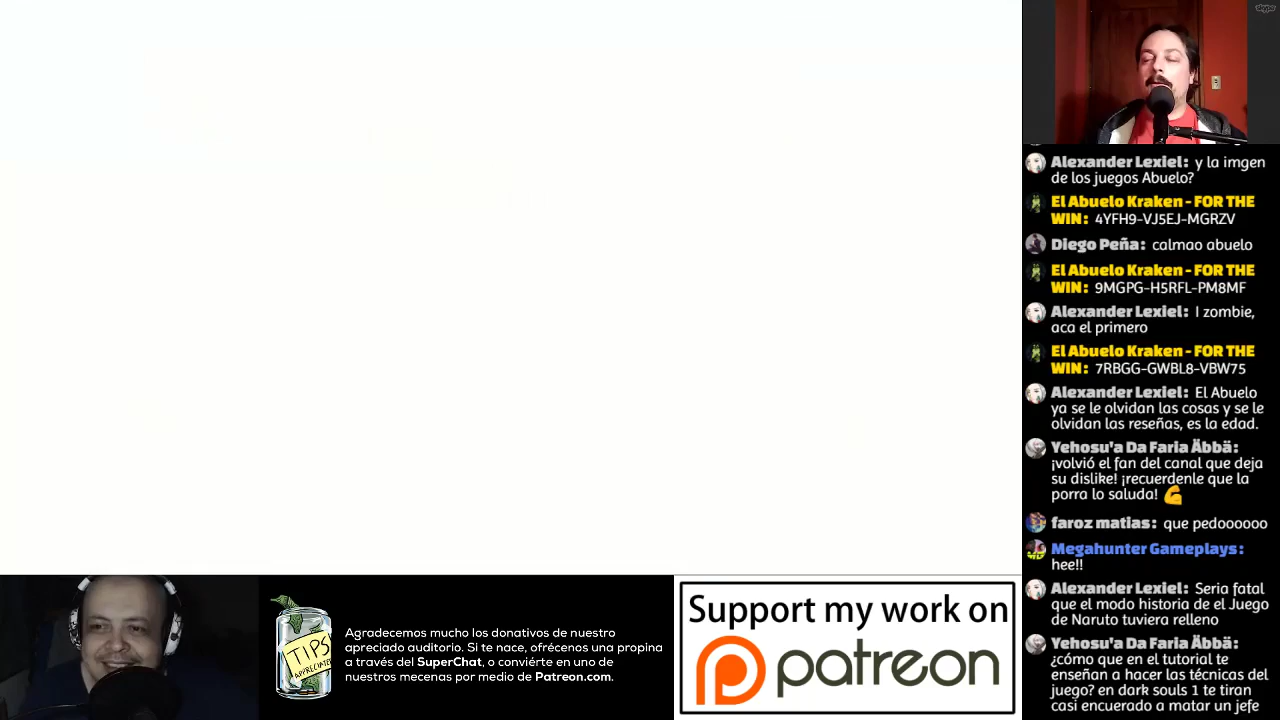 skype
Alexander Lexiel: y la imgen
de los juegos Abuelo?
El Abuelo Kraken - FOR THE
WIN: 4YFH9-VJ5EJ-MGRZV
Diego Peña: calmao abuelo
El Abuelo Kraken - FOR THE
WIN: 9MGPG-H5RFL-PM8MF
Alexander Lexiel: I zombie,
aca el primero
El Abuelo Kraken - FOR THE
WIN: 7RBGG-GWBL8-VBW75
Alexander Lexiel: El Abuelo
ya se le olvidan las cosas y se le
olvidan las reseñas, es la edad.
Yehosu'a Da Faria Äbbä:
¡volvió el fan del canal que deja
su dislike! ¡recuerdenle que la
porra lo saluda! 💪
faroz matias: que pedoooooo
Megahunter Gameplays:
hee!!
Alexander Lexiel: Seria fatal
que el modo historia de el Juego
de Naruto tuviera relleno
Yehosu'a Da Faria Äbbä:
¿cómo que en el tutorial te
enseñan a hacer las técnicas del
juego? en dark souls 1 te tiran
casi encuerado a matar un jefe
TIPS
Agradecemos mucho los donativos de nuestro
apreciado auditorio. Si te nace, ofrécenos una propina
a través del SuperChat, o conviérte en uno de
nuestros mecenas por medio de Patreon.com.
Support my work on
patreon